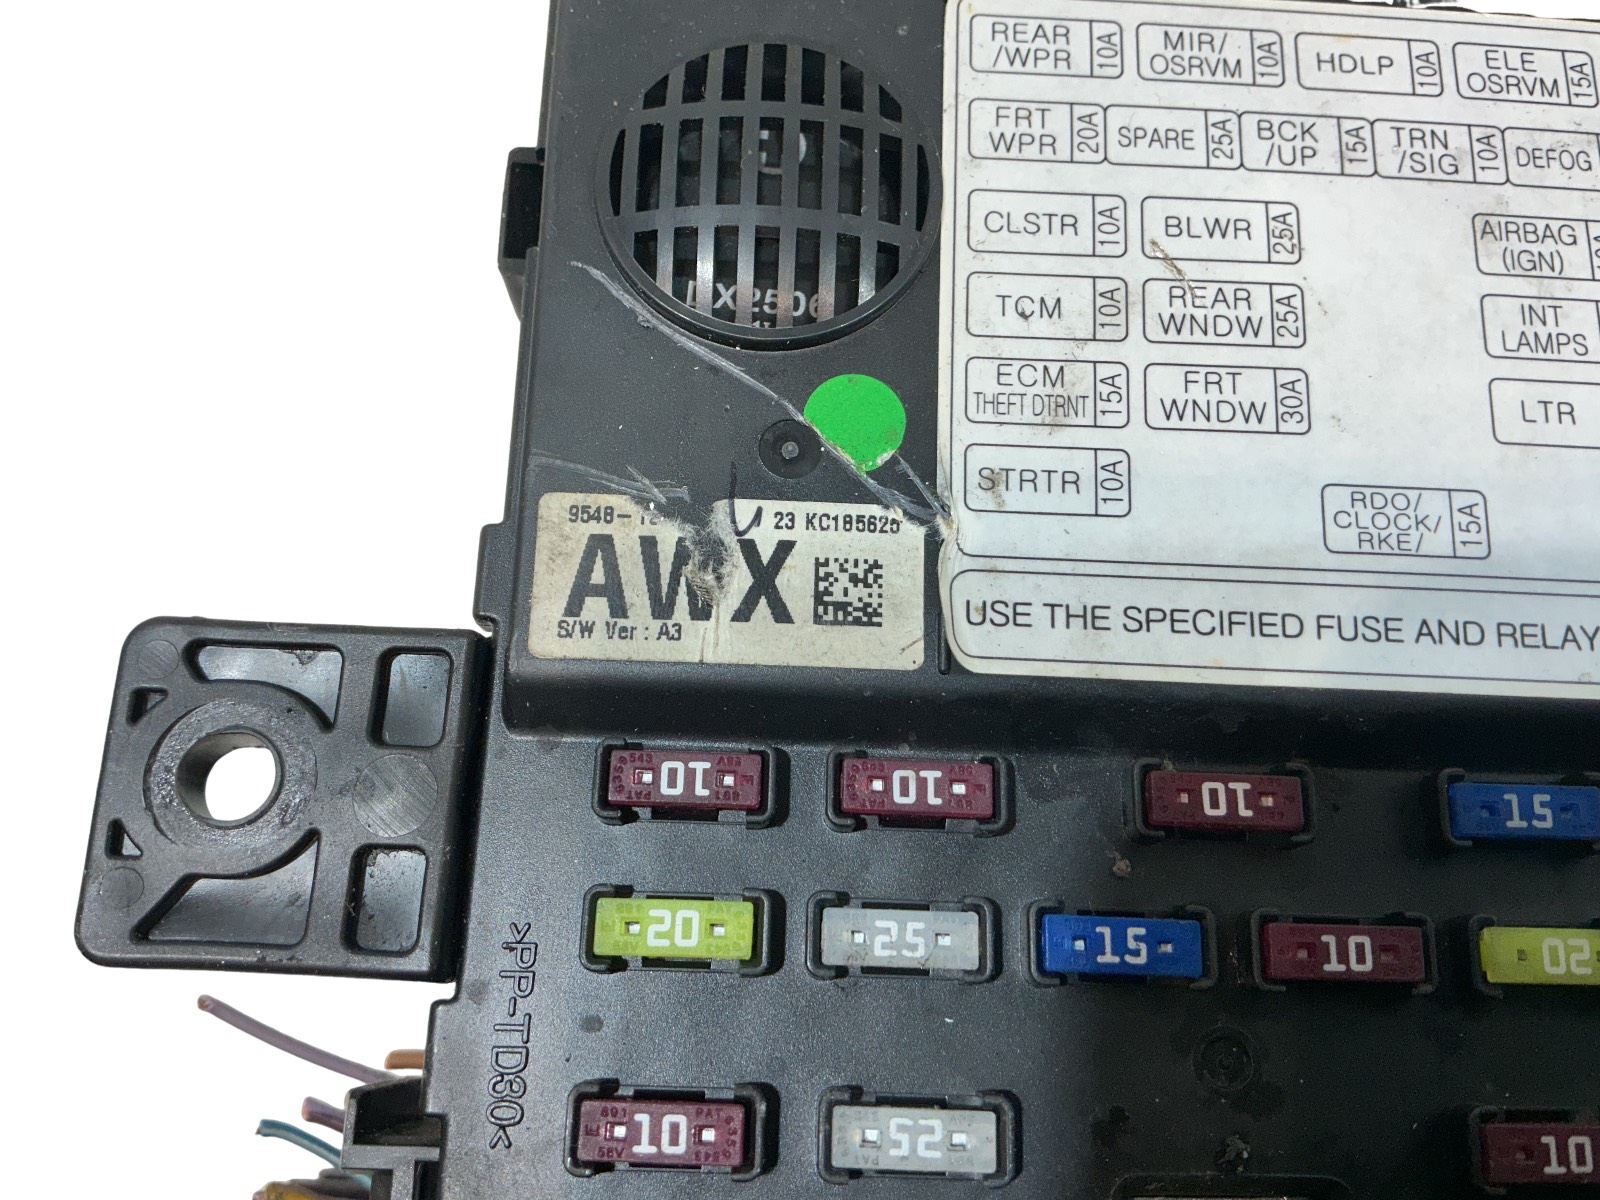 REAR /WPR 10A
MIR/ OSRVM 10A
HDLP 10A
ELE OSRVM 15A
FRT WPR 20A
SPARE 25A
BCK /UP 15A
TRN /SIG 10A
DEFOG
CLSTR 10A
BLWR 25A
AIRBAG (IGN)
TCM 10A
REAR WNDW 25A
INT LAMPS
ECM THEFT DTRNT 15A
FRT WNDW 30A
LTR
STRTR 10A
RDO/ CLOCK/ RKE/ 15A
USE THE SPECIFIED FUSE AND RELAY
9548-
23 KC185625
AWX
S/W Ver : A3
10
10
10
15
20
25
15
10
20
>PP-TD30<
10
25
10